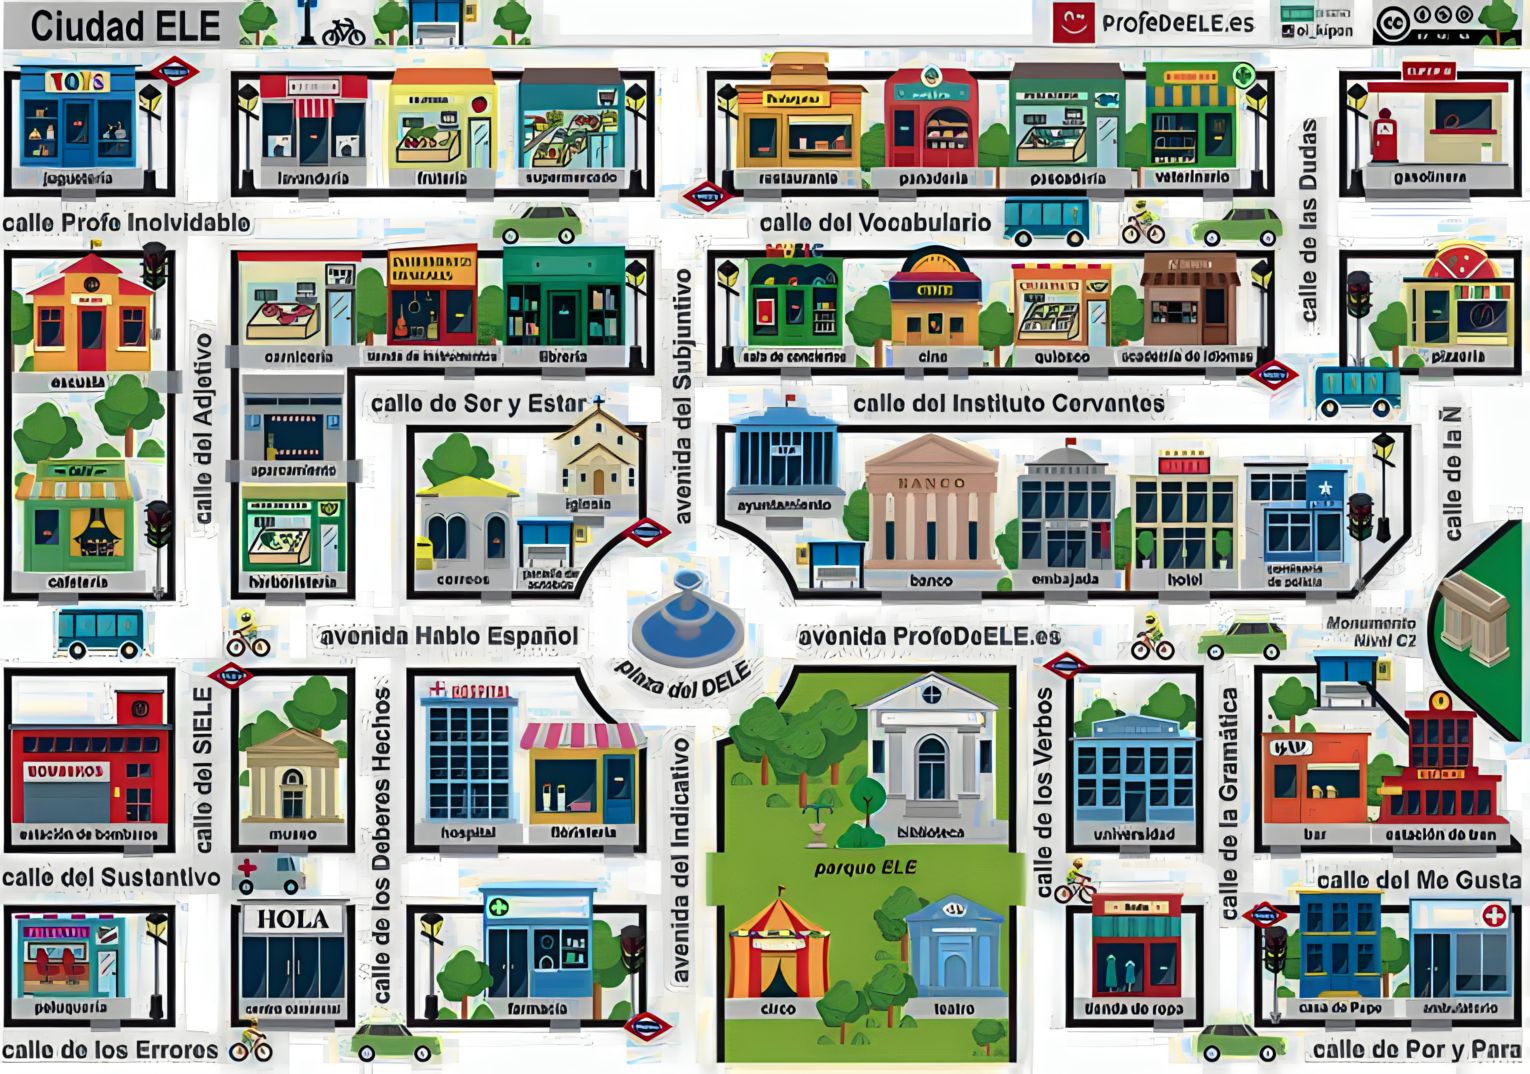 Ciudad ELE
ProfeDeELE.es
TOYS
juguetería
lavandería
frutería
supermercado
restaurante
panadería
pescadería
veterinario
gasolinera
calle Profe Inolvidable
calle del Vocabulario
calle de las Dudas
MUSIC
escuela
carnicería
tienda de instrumentos
librería
sala de conciertos
cine
quiosco
academia de idiomas
pizzería
calle del Adjetivo
avenida del Subjuntivo
calle de Ser y Estar
calle del Instituto Cervantes
calle de la Ñ
aparcamiento
iglesia
ayuntamiento
BANCO
cafetería
herboristería
correos
parada de autobús
banco
embajada
hotel
comisaría de policía
avenida Hablo Español
avenida ProfeDeELE.es
Monumento
Nivel C2
plaza del DELE
calle del SIELE
calle de los Deberes Hechos
avenida del Indicativo
calle de los Verbos
calle de la Gramática
HOSPITAL
BOMBEROS
estación de bomberos
museo
hospital
floristería
biblioteca
universidad
bar
estación de tren
parque ELE
calle del Sustantivo
calle del Me Gusta
HOLA
peluquería
centro comercial
farmacia
circo
teatro
tienda de ropa
casa de Pepe
ambulatorio
calle de los Errores
calle de Por y Para